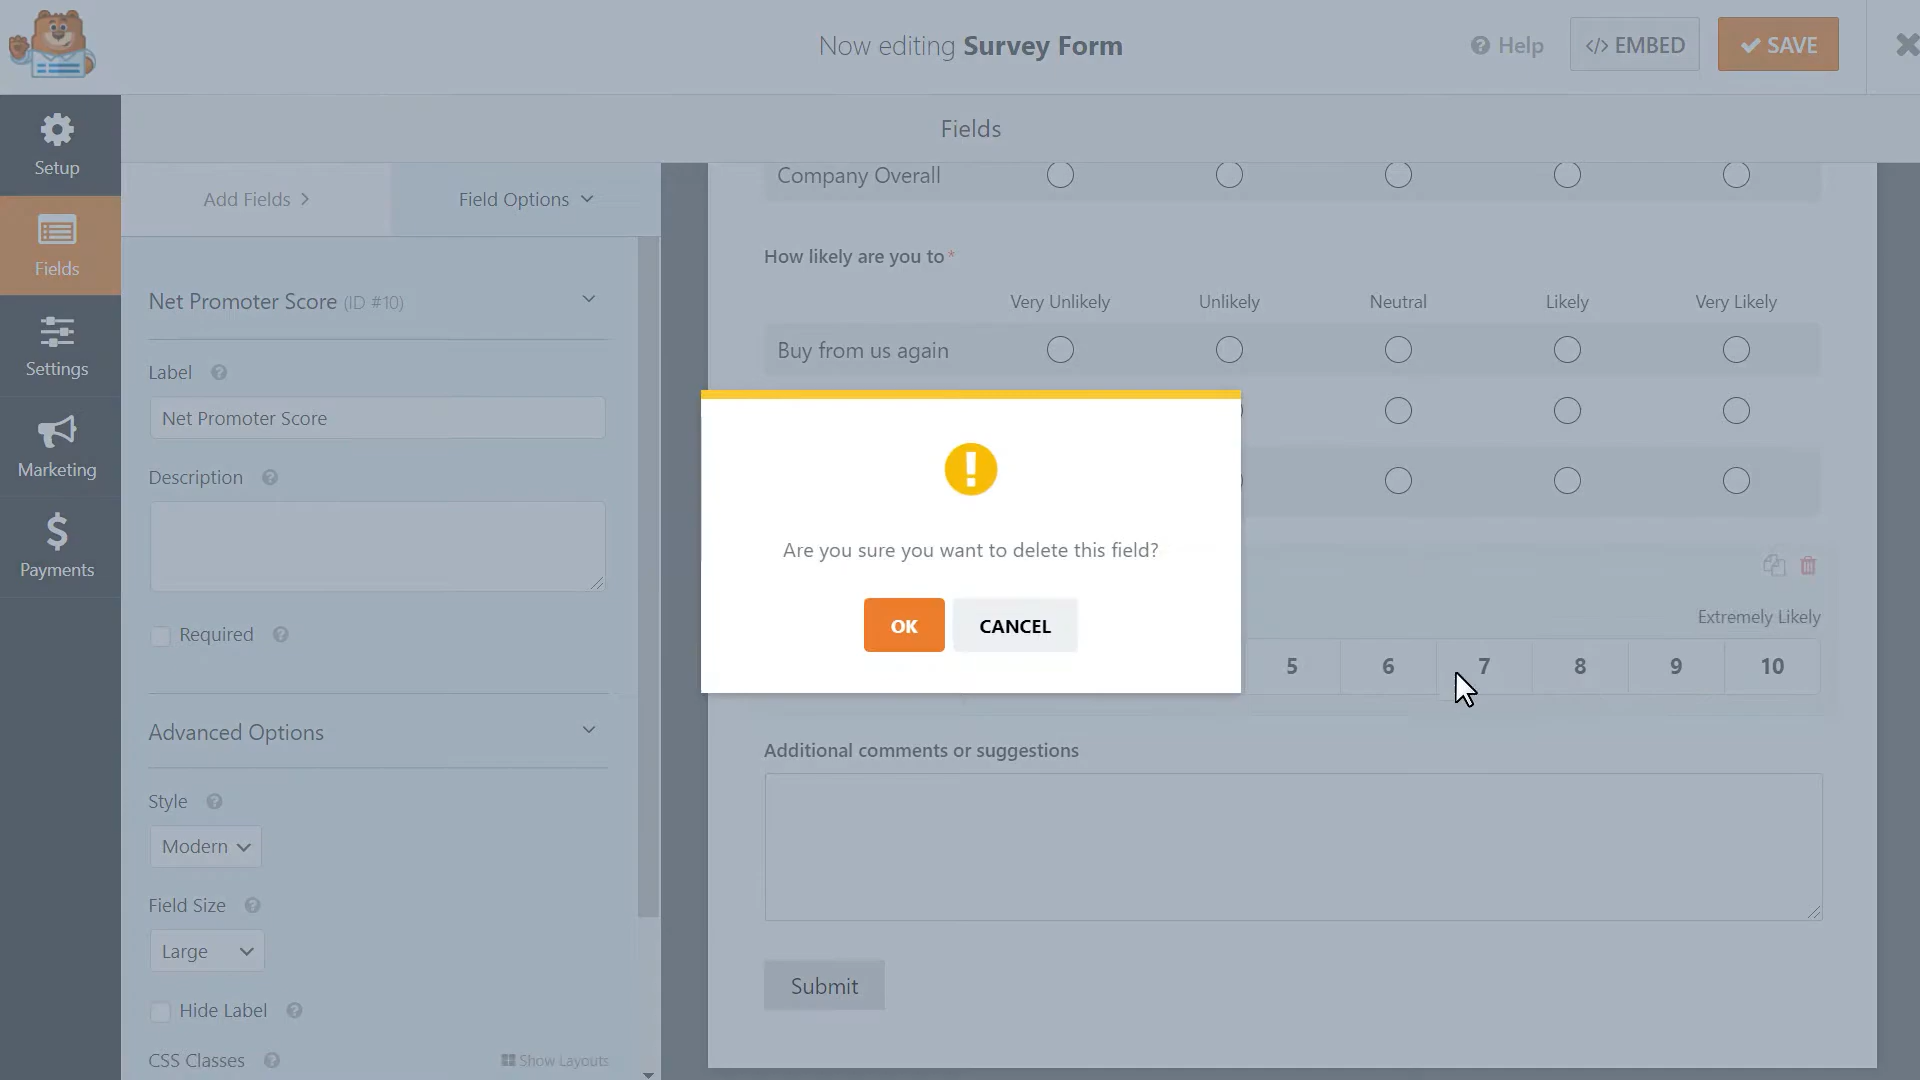 Now editing Survey Form
Help
</> EMBED
SAVE
Setup
Fields
Settings
Marketing
Payments
Fields
Add Fields
Field Options
Net Promoter Score (ID #10)
Label
Net Promoter Score
Description
Required
Advanced Options
Style
Modern
Field Size
Large
Hide Label
CSS Classes
Show Layouts
Company Overall
How likely are you to*
Very Unlikely Unlikely Neutral Likely Very Likely
Buy from us again
Are you sure you want to delete this field?
OK CANCEL
Extremely Likely
5 6 7 8 9 10
Additional comments or suggestions
Submit